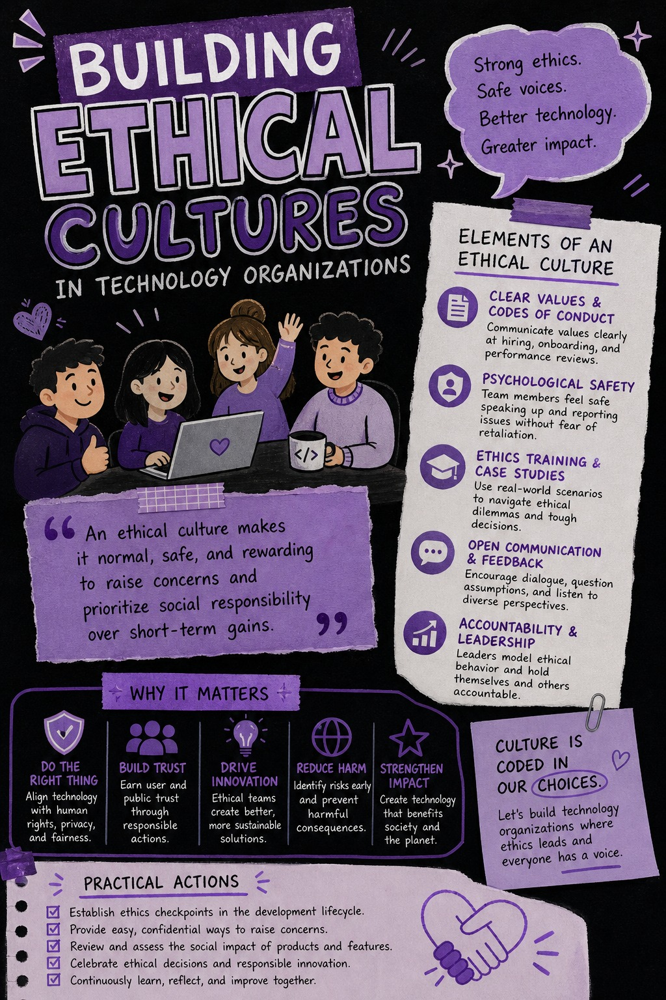 BUILDING
ETHICAL
CULTURES
IN TECHNOLOGY ORGANIZATIONS
Strong ethics.
Safe voices.
Better technology.
Greater impact.
ELEMENTS OF AN
ETHICAL CULTURE
CLEAR VALUES &
CODES OF CONDUCT
Communicate values clearly
at hiring, onboarding, and
performance reviews.
PSYCHOLOGICAL SAFETY
Team members feel safe
speaking up and reporting
issues without fear of
retaliation.
ETHICS TRAINING &
CASE STUDIES
Use real-world scenarios
to navigate ethical
dilemmas and tough
decisions.
OPEN COMMUNICATION
& FEEDBACK
Encourage dialogue, question
assumptions, and listen to
diverse perspectives.
ACCOUNTABILITY &
LEADERSHIP
Leaders model ethical
behavior and hold
themselves and others
accountable.
</>
“ An ethical culture makes
it normal, safe, and rewarding
to raise concerns and
prioritize social responsibility
over short-term gains. ”
WHY IT MATTERS
DO THE
RIGHT THING
Align technology
with human
rights, privacy,
and fairness.
BUILD TRUST
Earn user and
public trust
through
responsible
actions.
DRIVE
INNOVATION
Ethical teams
create better,
more sustainable
solutions.
REDUCE HARM
Identify risks early
and prevent
harmful
consequences.
STRENGTHEN
IMPACT
Create technology
that benefits
society and
the planet.
CULTURE IS
CODED IN
OUR CHOICES.
Let's build technology
organizations where
ethics leads and
everyone has a voice.
PRACTICAL ACTIONS
Establish ethics checkpoints in the development lifecycle.
Provide easy, confidential ways to raise concerns.
Review and assess the social impact of products and features.
Celebrate ethical decisions and responsible innovation.
Continuously learn, reflect, and improve together.